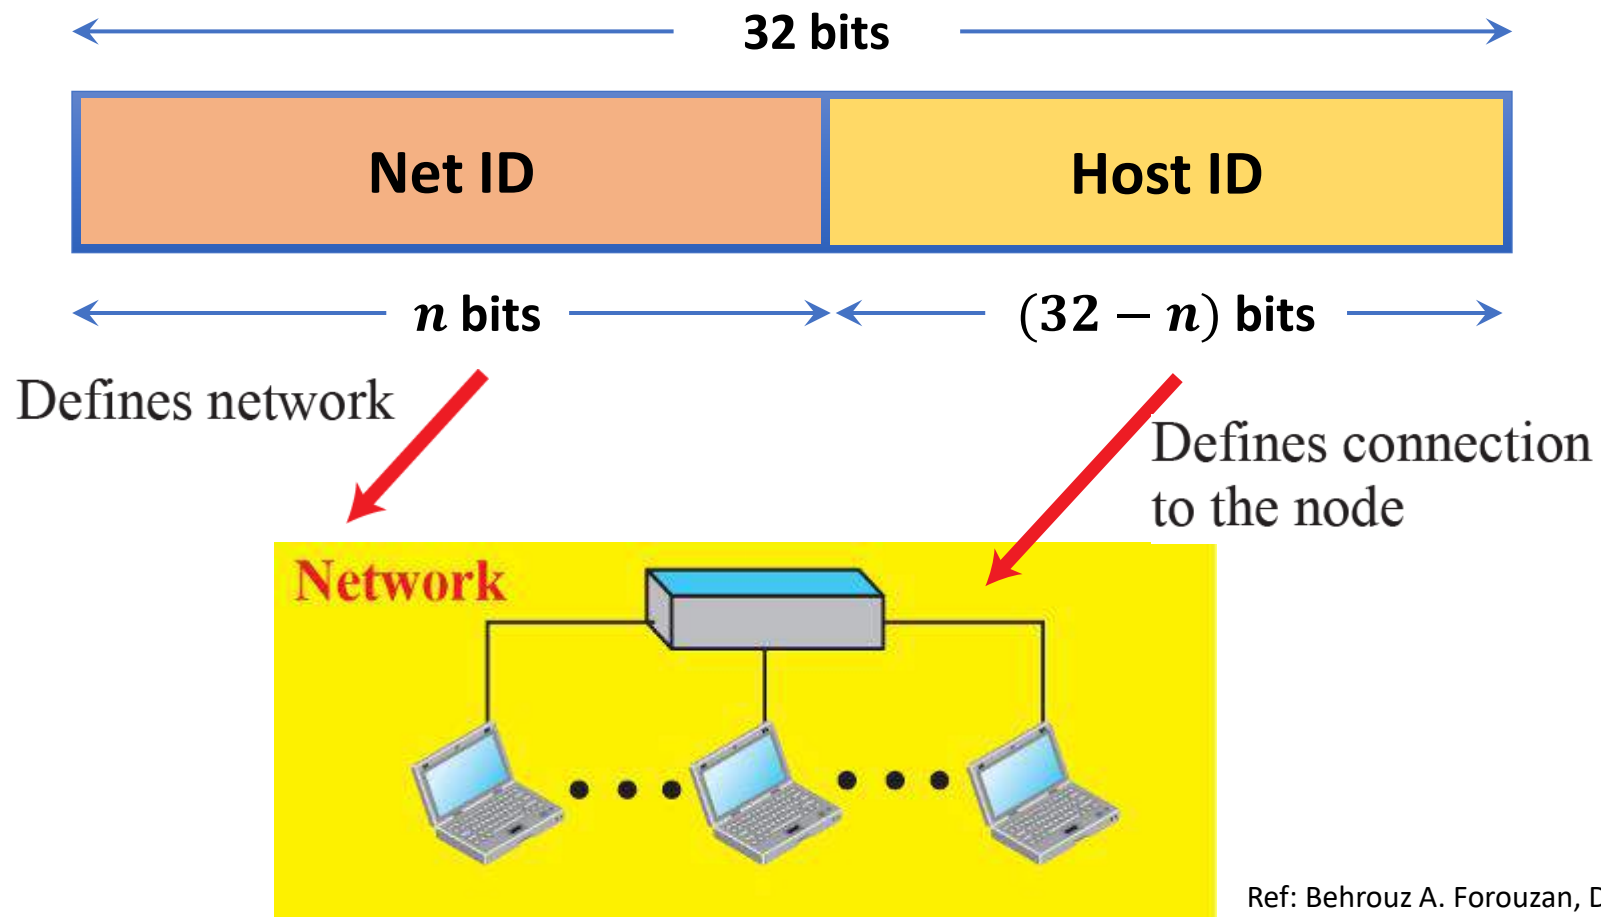 32 bits
Net ID Host ID
n bits (32 − n) bits
Defines network
Defines connection
to the node
Network
Ref: Behrouz A. Forouzan, D